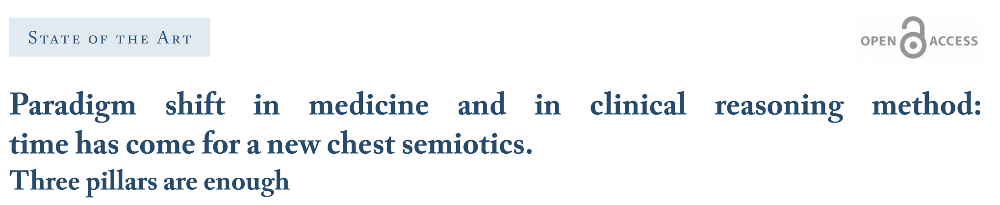 State of the Art
OPEN ACCESS
Paradigm shift in medicine and in clinical reasoning method:
time has come for a new chest semiotics.
Three pillars are enough